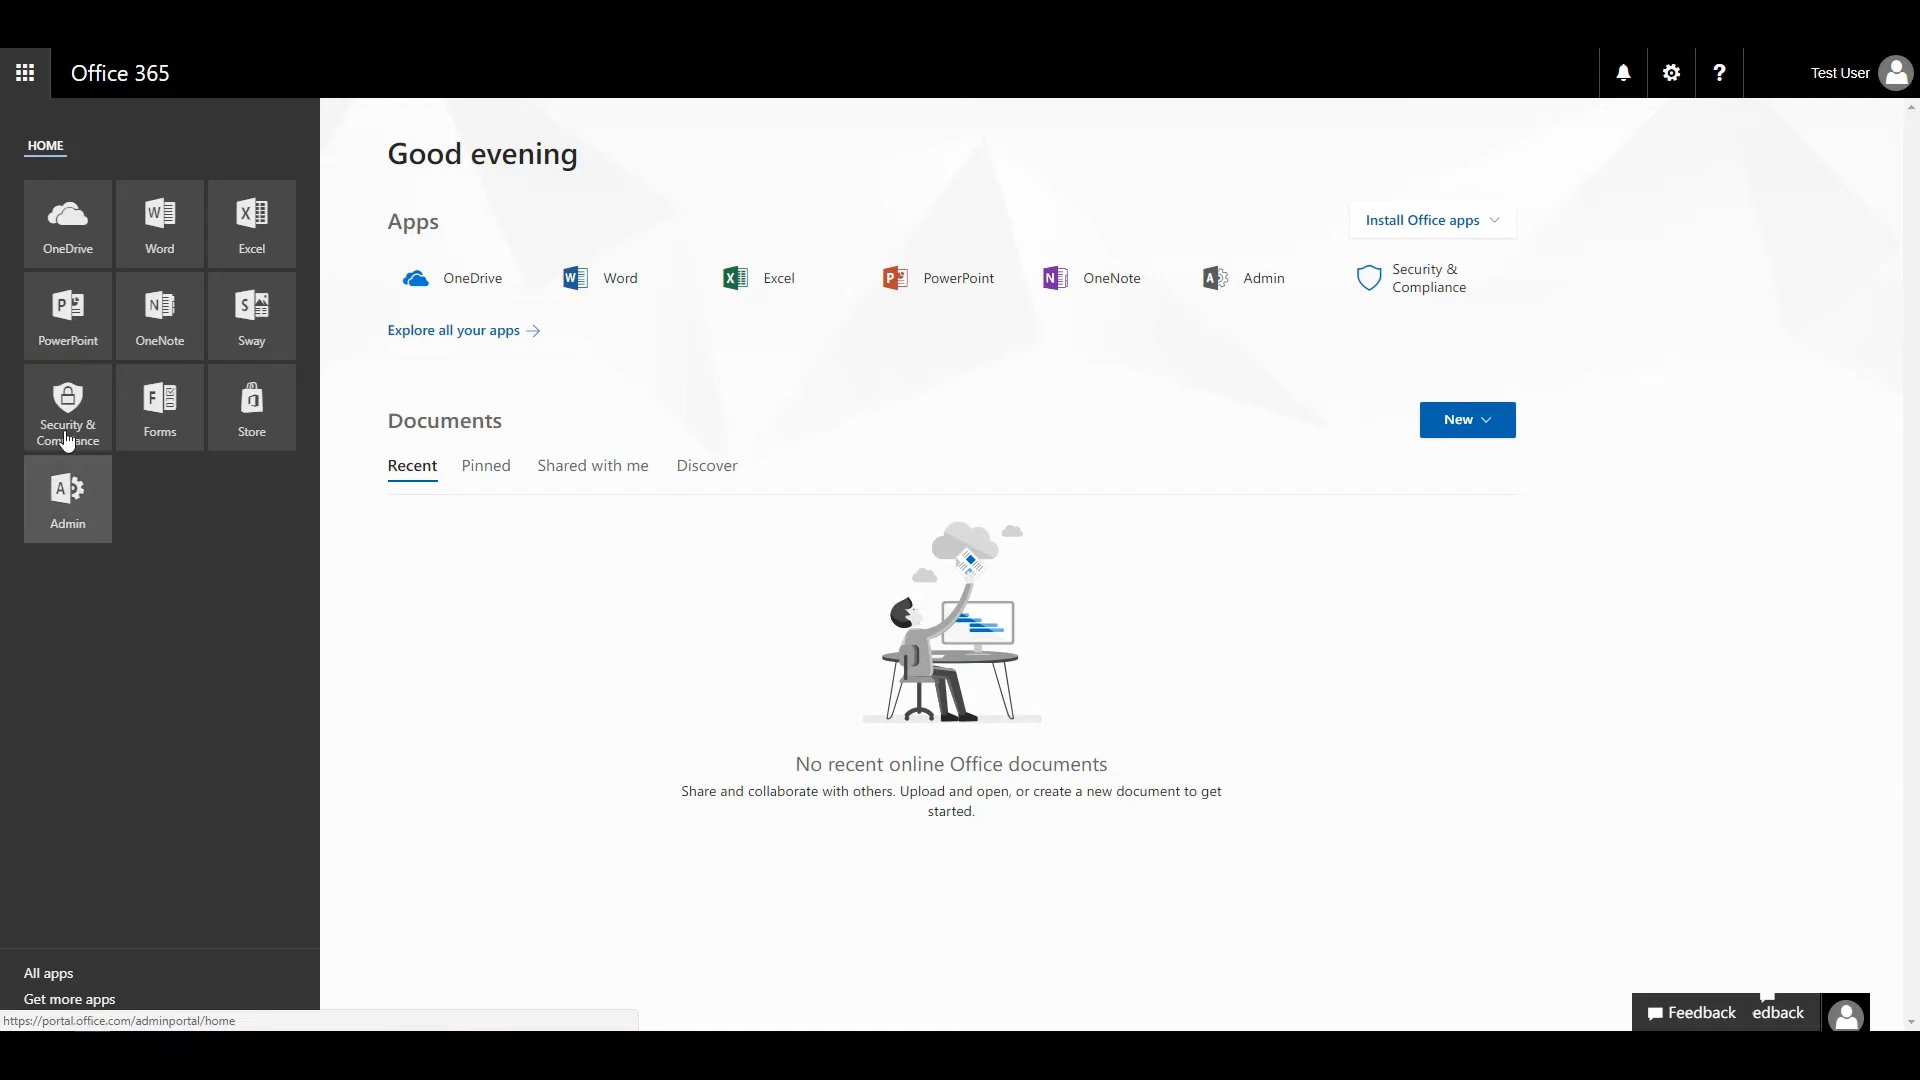 Office 365
Test User
HOME
OneDrive
Word
Excel
PowerPoint
OneNote
Sway
Security &
Compliance
Forms
Store
Admin
All apps
Get more apps
https://portal.office.com/adminportal/home
Good evening
Apps
Install Office apps
OneDrive
Word
Excel
PowerPoint
OneNote
Admin
Security &
Compliance
Explore all your apps
Documents
New
Recent
Pinned
Shared with me
Discover
No recent online Office documents
Share and collaborate with others. Upload and open, or create a new document to get
started.
Feedback
edback